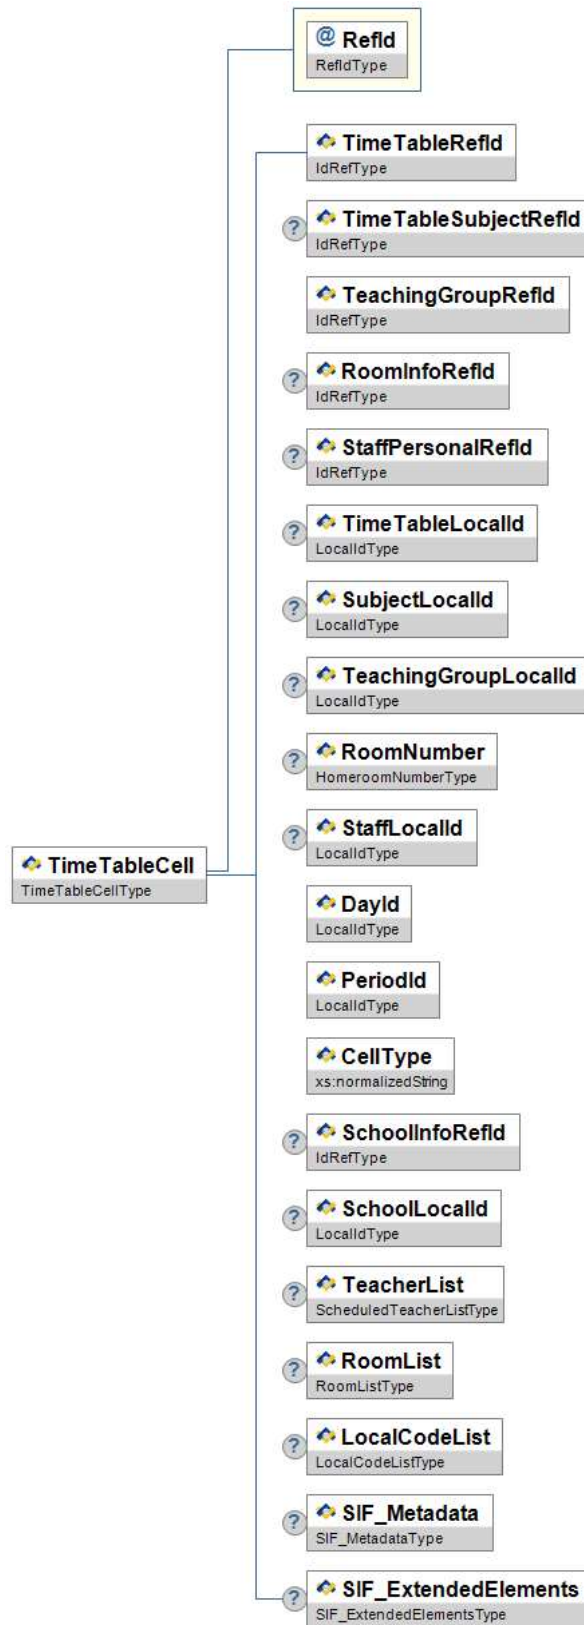 @ RefId
RefIdType
TimeTableRefId
IdRefType
? TimeTableSubjectRefId
IdRefType
TeachingGroupRefId
IdRefType
? RoomInfoRefId
IdRefType
? StaffPersonalRefId
IdRefType
? TimeTableLocalId
LocalIdType
? SubjectLocalId
LocalIdType
? TeachingGroupLocalId
LocalIdType
? RoomNumber
HomeroomNumberType
? StaffLocalId
LocalIdType
TimeTableCell
TimeTableCellType
DayId
LocalIdType
PeriodId
LocalIdType
CellType
xs:normalizedString
? SchoolInfoRefId
IdRefType
? SchoolLocalId
LocalIdType
? TeacherList
ScheduledTeacherListType
? RoomList
RoomListType
? LocalCodeList
LocalCodeListType
? SIF_Metadata
SIF_MetadataType
? SIF_ExtendedElements
SIF_ExtendedElementsType